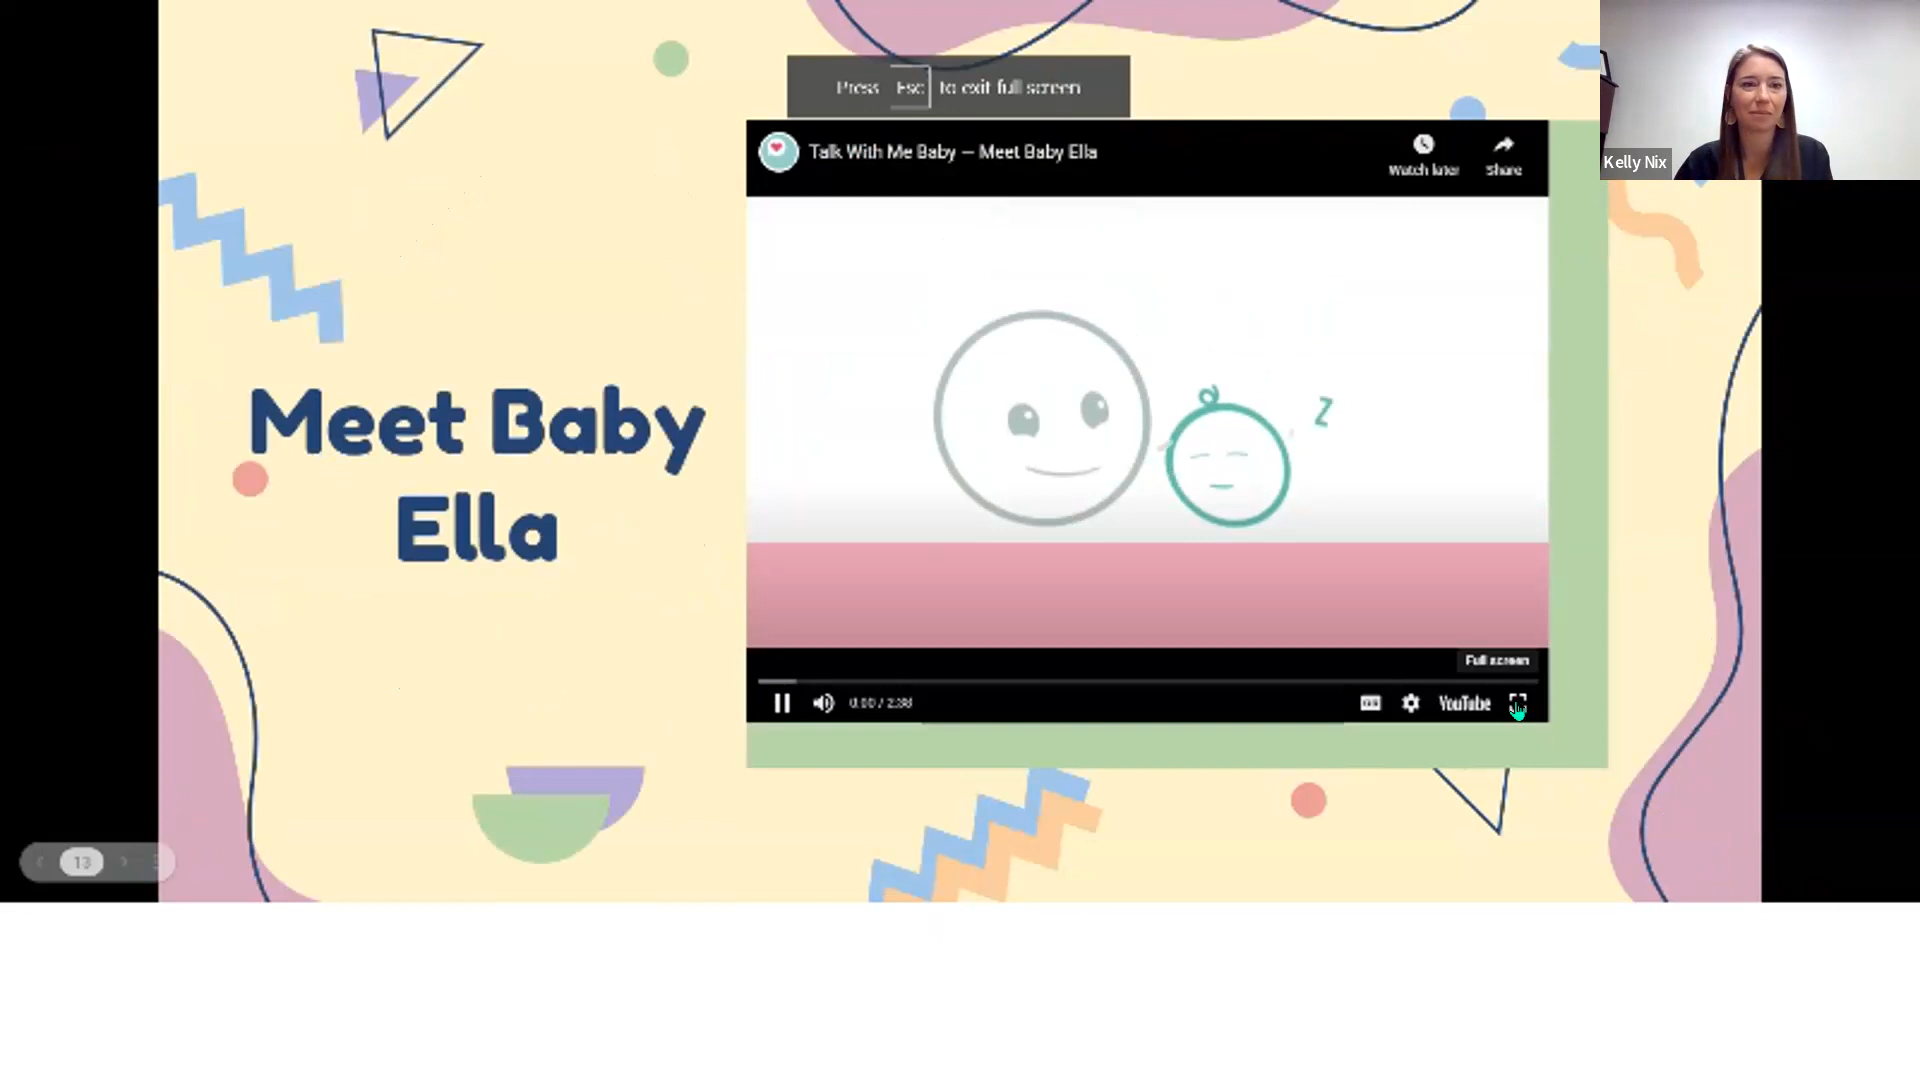 Press Esc to exit full screen
Talk With Me Baby – Meet Baby Ella
Watch later
Share
Kelly Nix
Meet Baby
Ella
Z
Full screen
0:00 / 2:38
CC
YouTube
13